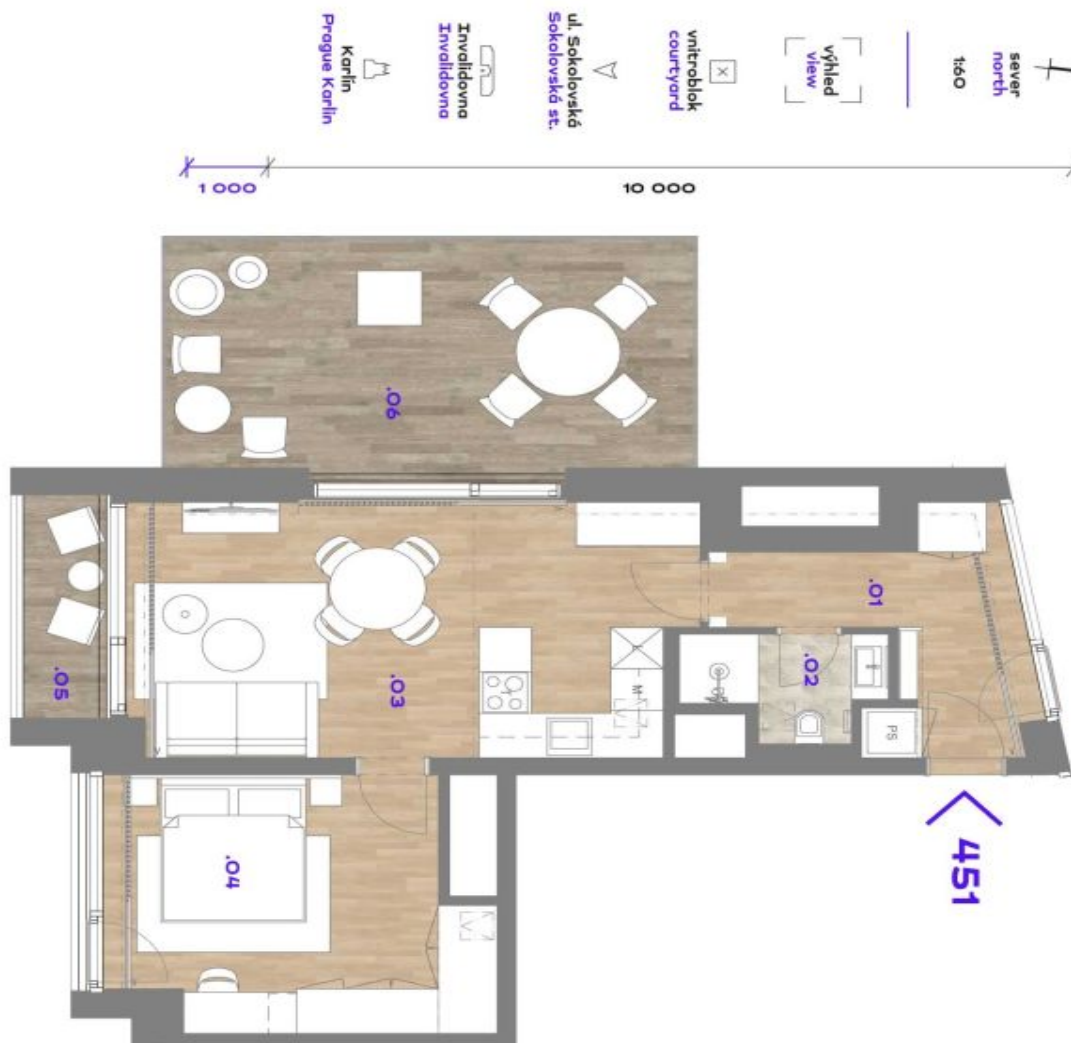 sever
north
1:60
výhled
view
vnitroblok
courtyard
X
ul. Sokolovská
Sokolovská st.
Invalidovna
Invalidovna
Karlín
Prague Karlin
1 000
10 000
.06
.01
.02
.05
.03
M
PS
.04
451